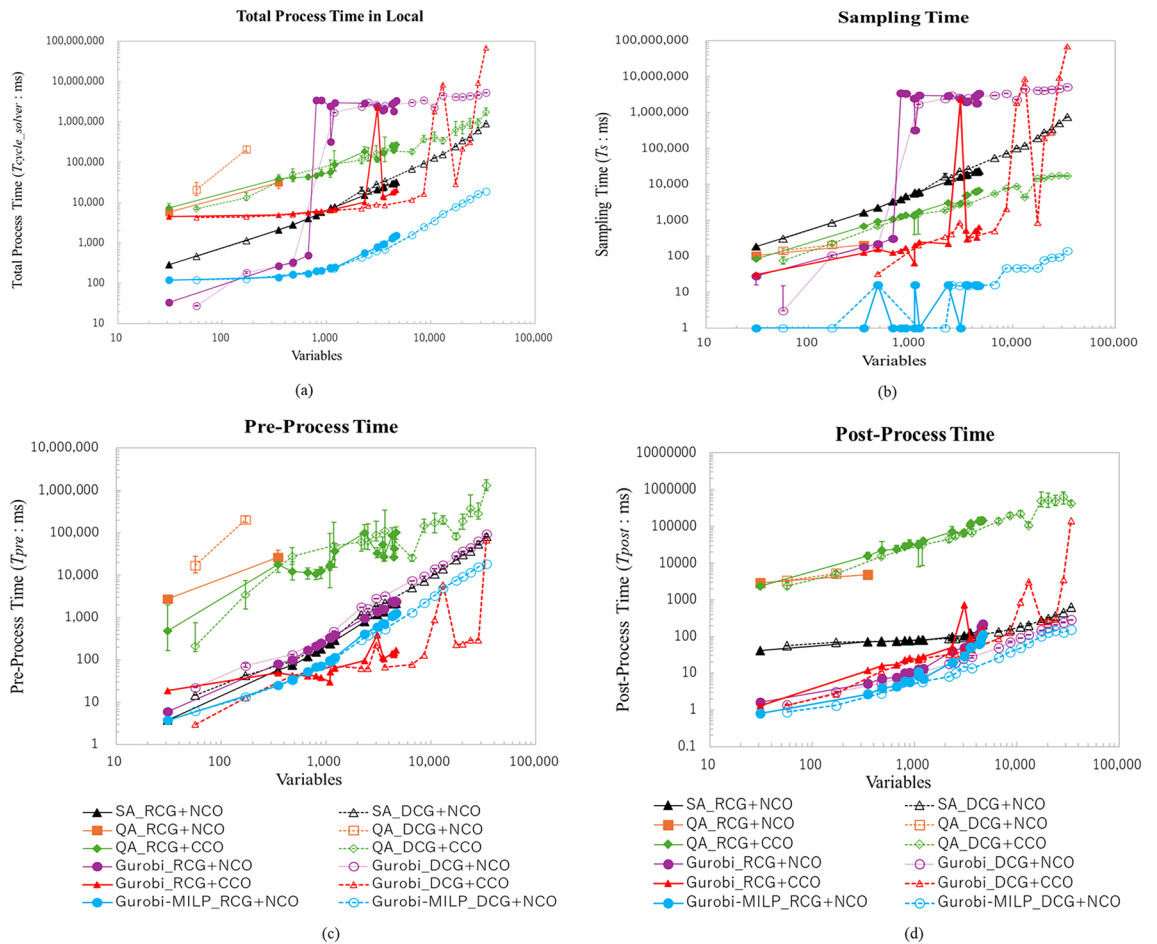 Total Process Time in Local
Total Process Time (Tcycle_solver : ms)
100,000,000
10,000,000
1,000,000
100,000
10,000
1,000
100
10
10
100
1,000
10,000
100,000
Variables
(a)
Sampling Time
Sampling Time (Ts : ms)
100,000,000
10,000,000
1,000,000
100,000
10,000
1,000
100
10
1
10
100
1,000
10,000
100,000
Variables
(b)
Pre-Process Time
Pre-Process Time (Tpre : ms)
10,000,000
1,000,000
100,000
10,000
1,000
100
10
1
10
100
1,000
10,000
100,000
Variables
SA_RCG+NCO
SA_DCG+NCO
QA_RCG+NCO
QA_DCG+NCO
QA_RCG+CCO
QA_DCG+CCO
Gurobi_RCG+NCO
Gurobi_DCG+NCO
Gurobi_RCG+CCO
Gurobi_DCG+CCO
Gurobi-MILP_RCG+NCO
Gurobi-MILP_DCG+NCO
(c)
Post-Process Time
Post-Process Time (Tpost : ms)
10000000
1000000
100000
10000
1000
100
10
1
0.1
10
100
1,000
10,000
100,000
Variables
SA_RCG+NCO
SA_DCG+NCO
QA_RCG+NCO
QA_DCG+NCO
QA_RCG+CCO
QA_DCG+CCO
Gurobi_RCG+NCO
Gurobi_DCG+NCO
Gurobi_RCG+CCO
Gurobi_DCG+CCO
Gurobi-MILP_RCG+NCO
Gurobi-MILP_DCG+NCO
(d)